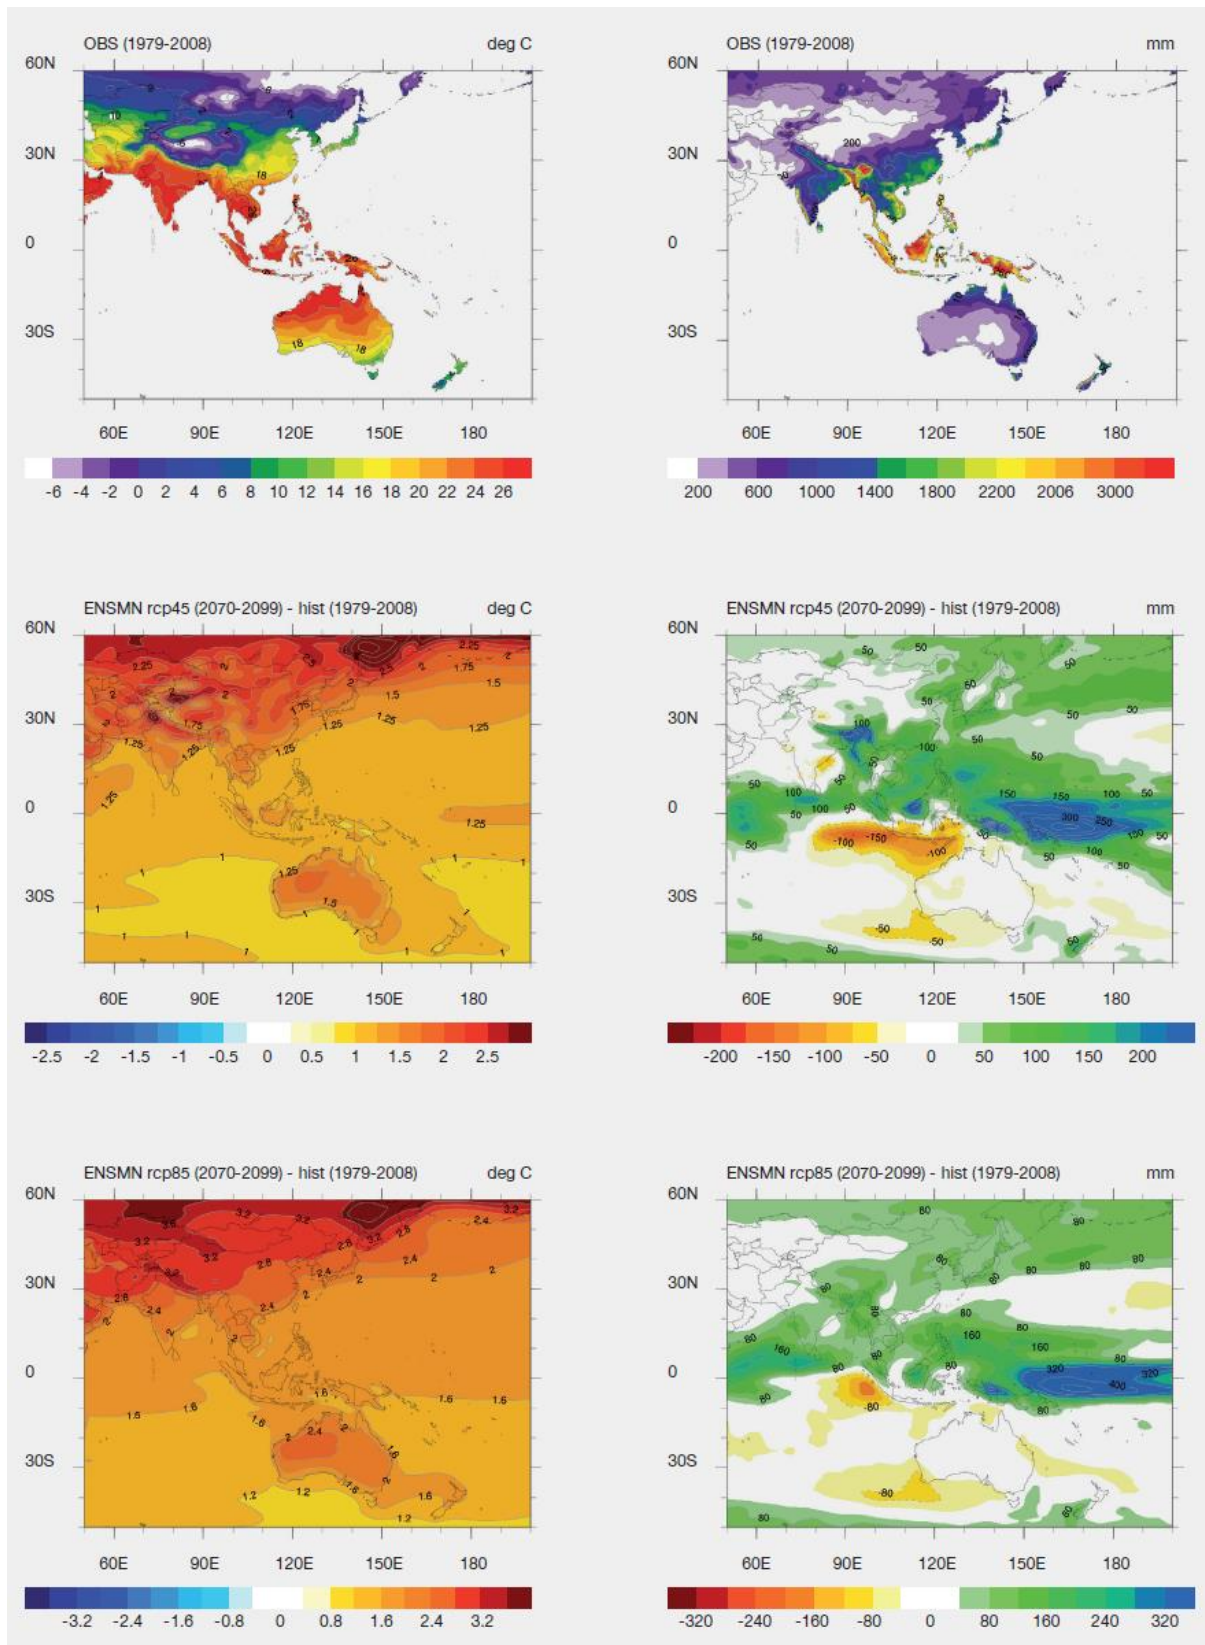 OBS (1979-2008) deg C
60N
30N
0
30S
60E 90E 120E 150E 180
-6 -4 -2 0 2 4 6 8 10 12 14 16 18 20 22 24 26
OBS (1979-2008) mm
60N
30N
0
30S
60E 90E 120E 150E 180
200 600 1000 1400 1800 2200 2006 3000
ENSMN rcp45 (2070-2099) - hist (1979-2008) deg C
60N
30N
0
30S
60E 90E 120E 150E 180
-2.5 -2 -1.5 -1 -0.5 0 0.5 1 1.5 2 2.5
ENSMN rcp45 (2070-2099) - hist (1979-2008) mm
60N
30N
0
30S
60E 90E 120E 150E 180
-200 -150 -100 -50 0 50 100 150 200
ENSMN rcp85 (2070-2099) - hist (1979-2008) deg C
60N
30N
0
30S
60E 90E 120E 150E 180
-3.2 -2.4 -1.6 -0.8 0 0.8 1.6 2.4 3.2
ENSMN rcp85 (2070-2099) - hist (1979-2008) mm
60N
30N
0
30S
60E 90E 120E 150E 180
-320 -240 -160 -80 0 80 160 240 320